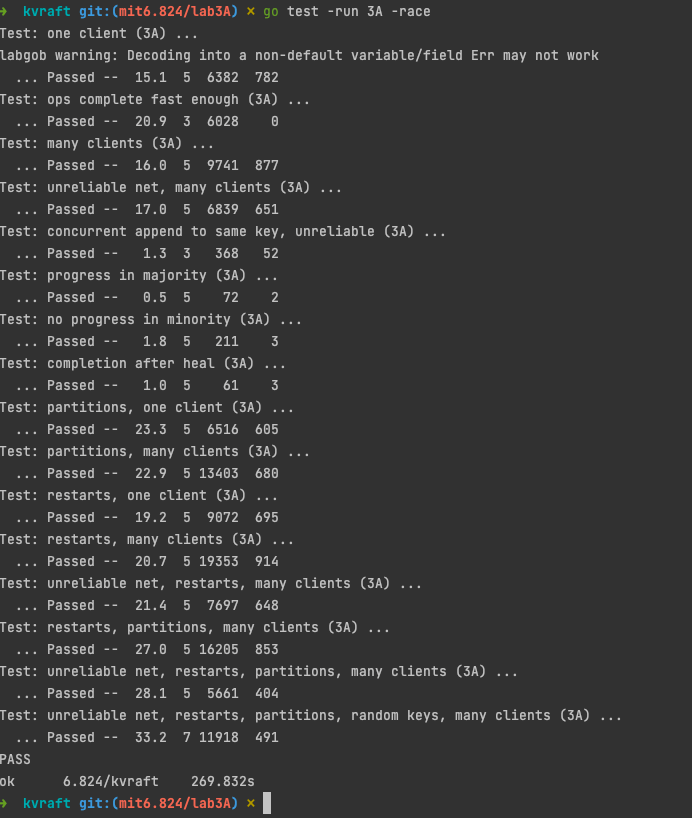 →  kvraft git:(mit6.824/lab3A) ✗ go test -run 3A -race
Test: one client (3A) ...
labgob warning: Decoding into a non-default variable/field Err may not work
  ... Passed --  15.1  5  6382  782
Test: ops complete fast enough (3A) ...
  ... Passed --  20.9  3  6028    0
Test: many clients (3A) ...
  ... Passed --  16.0  5  9741  877
Test: unreliable net, many clients (3A) ...
  ... Passed --  17.0  5  6839  651
Test: concurrent append to same key, unreliable (3A) ...
  ... Passed --   1.3  3   368   52
Test: progress in majority (3A) ...
  ... Passed --   0.5  5    72    2
Test: no progress in minority (3A) ...
  ... Passed --   1.8  5   211    3
Test: completion after heal (3A) ...
  ... Passed --   1.0  5    61    3
Test: partitions, one client (3A) ...
  ... Passed --  23.3  5  6516  605
Test: partitions, many clients (3A) ...
  ... Passed --  22.9  5 13403  680
Test: restarts, one client (3A) ...
  ... Passed --  19.2  5  9072  695
Test: restarts, many clients (3A) ...
  ... Passed --  20.7  5 19353  914
Test: unreliable net, restarts, many clients (3A) ...
  ... Passed --  21.4  5  7697  648
Test: restarts, partitions, many clients (3A) ...
  ... Passed --  27.0  5 16205  853
Test: unreliable net, restarts, partitions, many clients (3A) ...
  ... Passed --  28.1  5  5661  404
Test: unreliable net, restarts, partitions, random keys, many clients (3A) ...
  ... Passed --  33.2  7 11918  491
PASS
ok      6.824/kvraft    269.832s
→  kvraft git:(mit6.824/lab3A) ✗